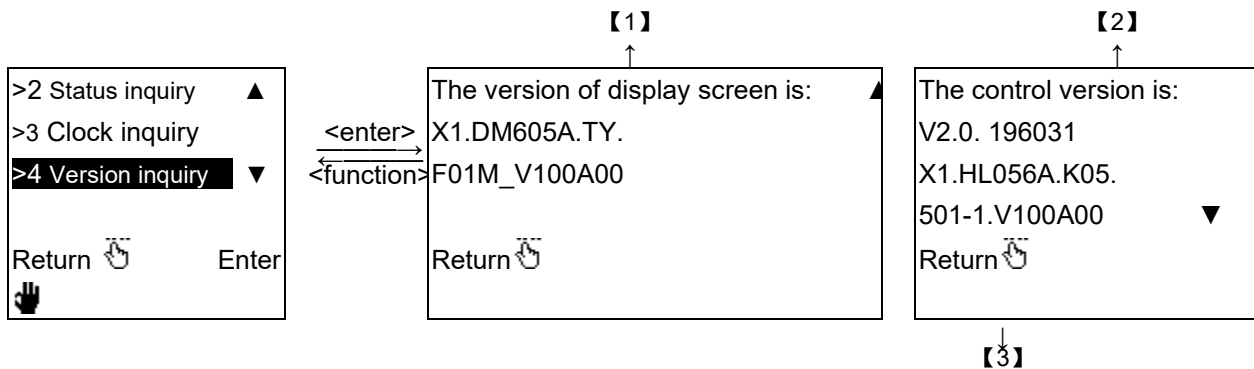 【1】
【2】
↑
↑
>2 Status inquiry ▲
>3 Clock inquiry
>4 Version inquiry ▼
Return Enter
<enter>
<function>
The version of display screen is: ▲
X1.DM605A.TY.
F01M_V100A00
Return
The control version is:
V2.0. 196031
X1.HL056A.K05.
501-1.V100A00 ▼
Return
↓
【3】